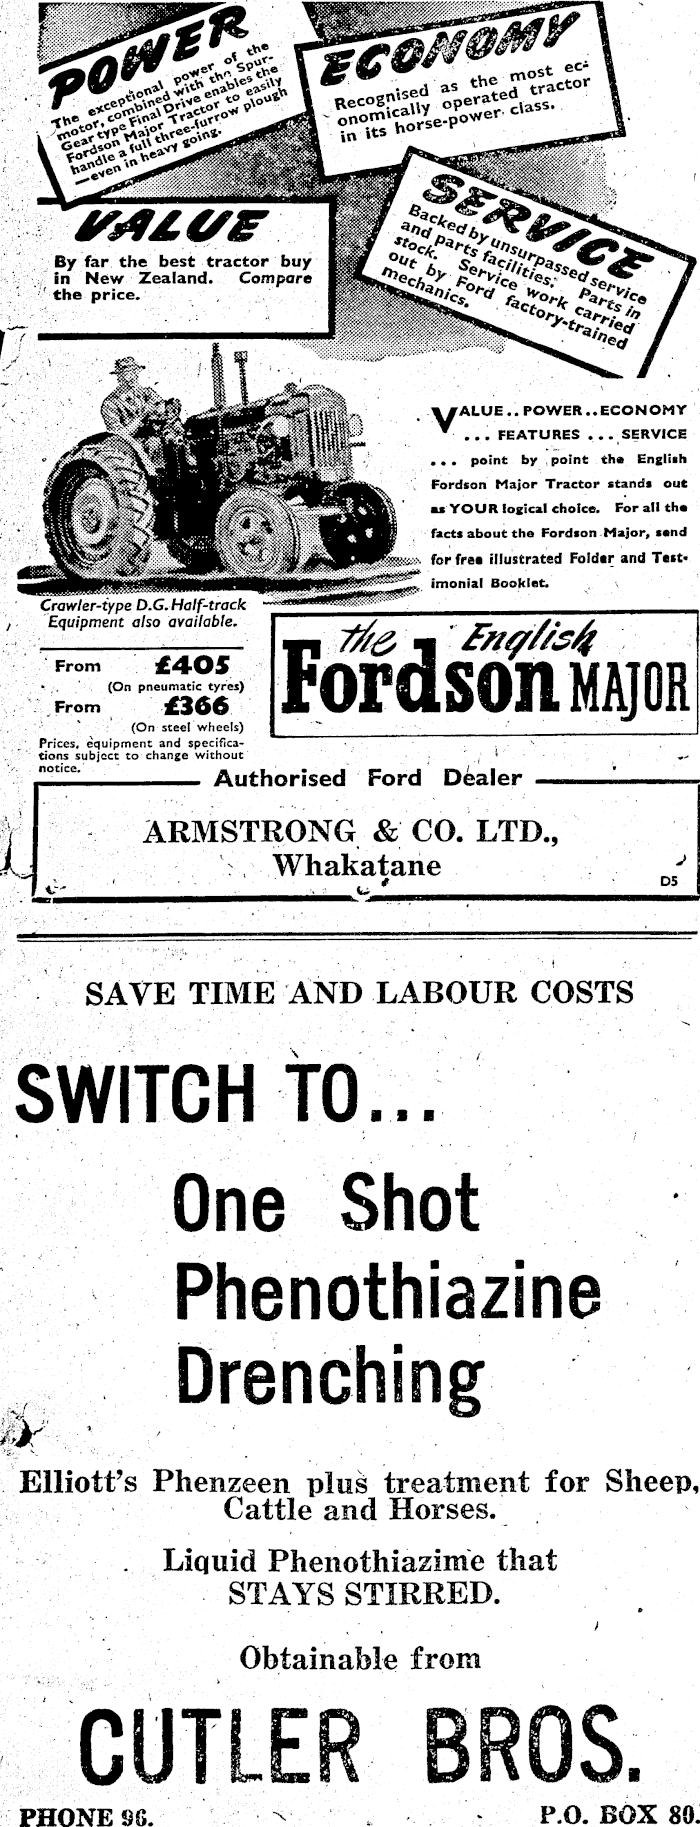 POWER
The exceptional power of the
motor, combined with the Spur-
Gear type Final Drive enables the
Fordson Major Tractor to easily
handle a full three-furrow plough
—even in heavy going.
ECONOMY
Recognised as the most ec-
onomically operated tractor
in its horse-power class.
SERVICE
Backed by unsurpassed service
and parts facilities. Parts in
stock. Service work carried
out by Ford factory-trained
mechanics.
VALUE
By far the best tractor buy
in New Zealand. Compare
the price.
VALUE.. POWER..ECONOMY
... FEATURES ... SERVICE
... point by point the English
Fordson Major Tractor stands out
as YOUR logical choice. For all the
facts about the Fordson Major, send
for free illustrated Folder and Test-
imonial Booklet.
Crawler-type D.G. Half-track
Equipment also available.
From £405
(On pneumatic tyres)
From £366
(On steel wheels)
Prices, equipment and specifica-
tions subject to change without
notice.
the English
Fordson MAJOR
Authorised Ford Dealer
ARMSTRONG & CO. LTD.,
Whakatane
D5
SAVE TIME AND LABOUR COSTS
SWITCH TO...
One Shot
Phenothiazine
Drenching
Elliott's Phenzeen plus treatment for Sheep,
Cattle and Horses.
Liquid Phenothiazime that
STAYS STIRRED.
Obtainable from
CUTLER BROS.
PHONE 96. P.O. BOX 80.